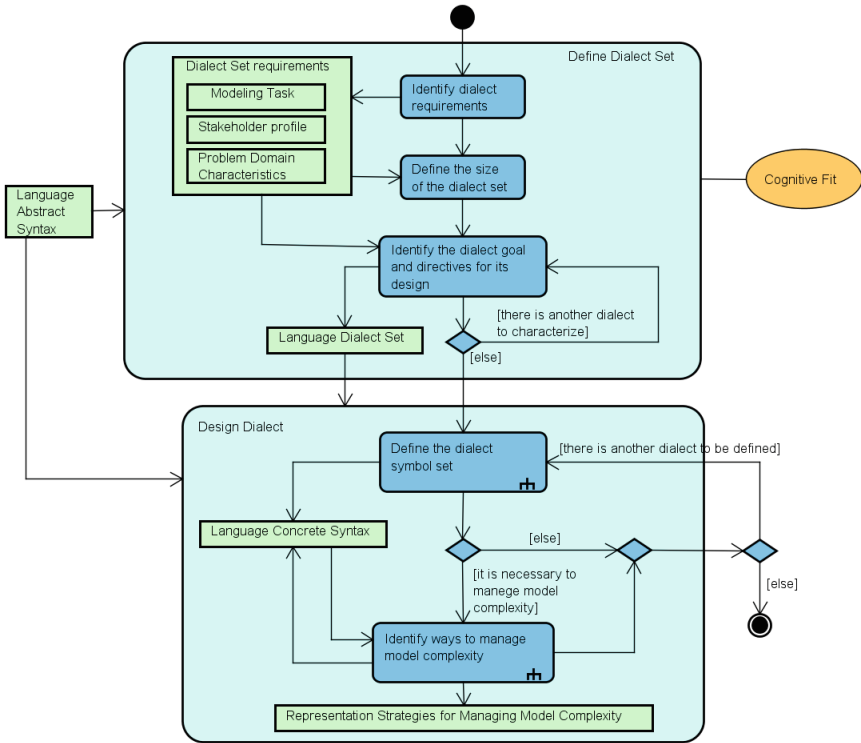 Define Dialect Set
Dialect Set requirements
Modeling Task
Stakeholder profile
Problem Domain
Characteristics
Identify dialect
requirements
Define the size
of the dialect set
Cognitive Fit
Language
Abstract
Syntax
Identify the dialect goal
and directives for its
design
[there is another dialect
to characterize]
Language Dialect Set
[else]
Design Dialect
Define the dialect
symbol set
[there is another dialect to be defined]
Language Concrete Syntax
[else]
[it is necessary to
manege model
complexity]
[else]
Identify ways to manage
model complexity
Representation Strategies for Managing Model Complexity